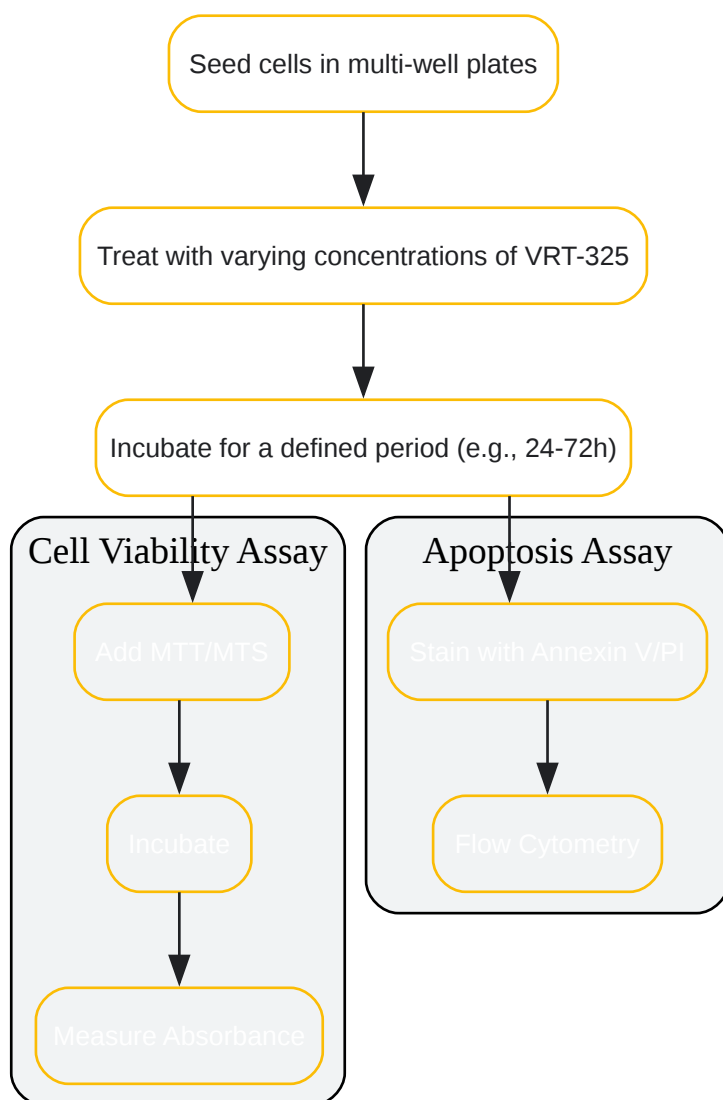 Seed cells in multi-well plates
Treat with varying concentrations of VRT-325
Incubate for a defined period (e.g., 24-72h)
Cell Viability Assay
Add MTT/MTS
Incubate
Measure Absorbance
Apoptosis Assay
Stain with Annexin V/PI
Flow Cytometry